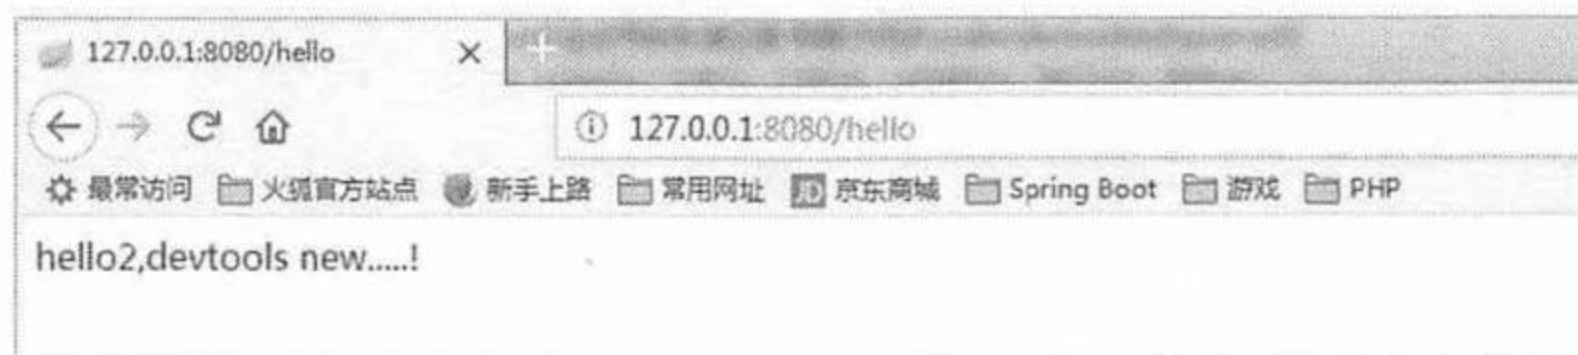 127.0.0.1:8080/hello
127.0.0.1:8080/hello
最常访问 火狐官方站点 新手上路 常用网址 京东商城 Spring Boot 游戏 PHP
hello2,devtools new.....!